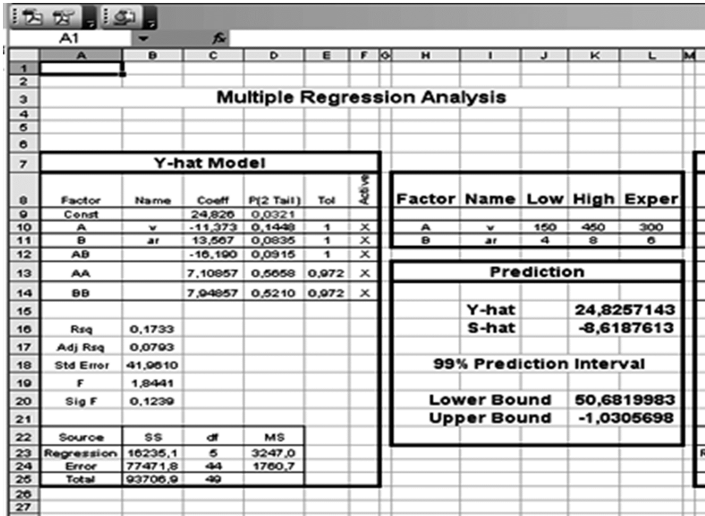 A1 fx
A B C D E F G H I J K L M
1
2
3 Multiple Regression Analysis
4
5
6
7 Y-hat Model
8 Factor Name Coeff P(2 Tail) Tol Active Factor Name Low High Exper
9 Const 24,826 0,0321
10 A v -11,373 0,1448 1 X A v 150 450 300
11 B ar 13,567 0,0835 1 X B ar 4 8 6
12 AB -16,190 0,0915 1 X
13 AA 7,10857 0,5658 0,972 X Prediction
14 BB 7,94857 0,5210 0,972 X
15 Y-hat 24,8257143
16 Rsq 0,1733 S-hat -8,6187613
17 Adj Rsq 0,0793
18 Std Error 41,9610 99% Prediction Interval
19 F 1,8441
20 Sig F 0,1239 Lower Bound 50,6819983
21 Upper Bound -1,0305698
22 Source SS df MS
23 Regression 16235,1 5 3247,0
24 Error 77471,8 44 1760,7
25 Total 93706,9 49
26
27